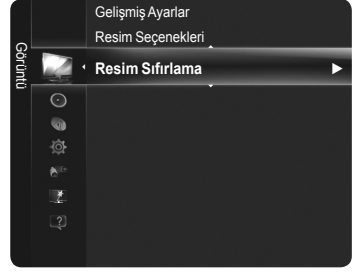 Görüntü
Gelişmiş Ayarlar
Resim Seçenekleri
Resim Sıfırlama